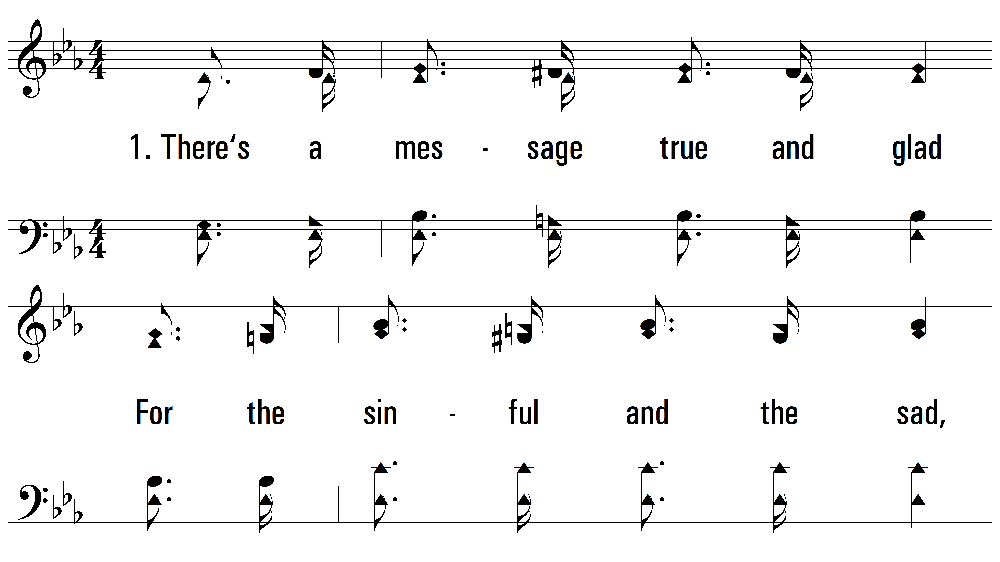 1. There‘s a mes - sage true and glad
For the sin - ful and the sad,